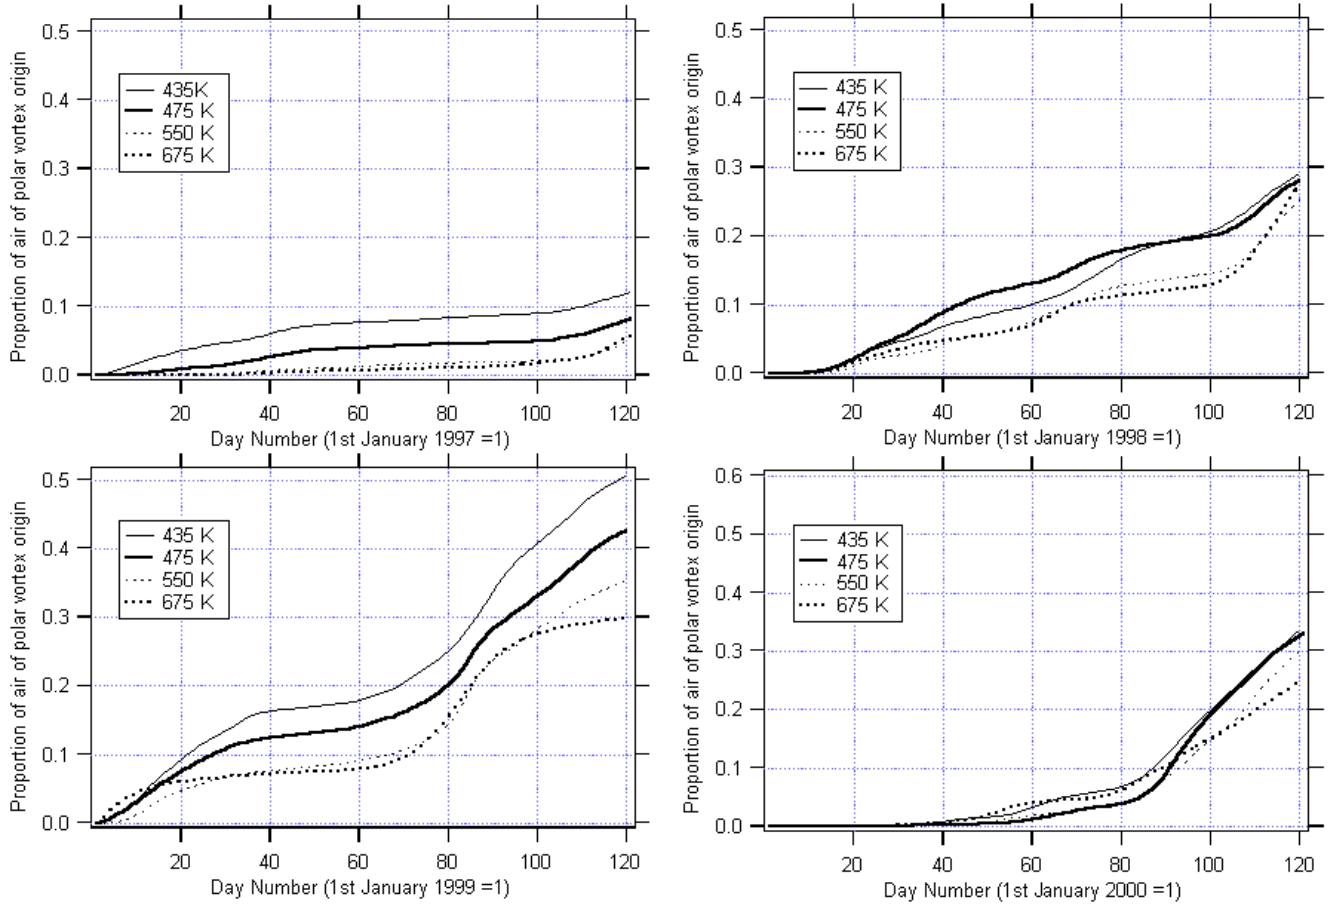 Proportion of air of polar vortex origin
0.5
0.4
0.3
0.2
0.1
0.0
435K
475 K
550 K
675 K
20 40 60 80 100 120
Day Number (1st January 1997 =1)
Proportion of air of polar vortex origin
0.5
0.4
0.3
0.2
0.1
0.0
435 K
475 K
550 K
675 K
20 40 60 80 100 120
Day Number (1st January 1998 =1)
Proportion of air of polar vortex origin
0.5
0.4
0.3
0.2
0.1
0.0
435 K
475 K
550 K
675 K
20 40 60 80 100 120
Day Number (1st January 1999 =1)
Proportion of air of polar vortex origin
0.6
0.5
0.4
0.3
0.2
0.1
0.0
435 K
475 K
550 K
675 K
20 40 60 80 100 120
Day Number (1st January 2000 =1)